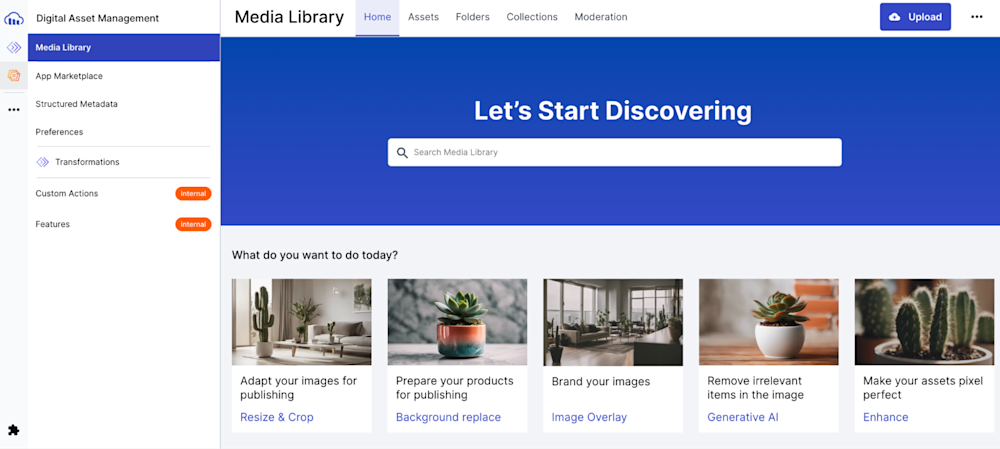 Digital Asset Management
Media Library
App Marketplace
Structured Metadata
Preferences
Transformations
Custom Actions
Internal
Features
Internal
Media Library
Home
Assets
Folders
Collections
Moderation
Upload
Let's Start Discovering
Search Media Library
What do you want to do today?
Adapt your images for
publishing
Resize & Crop
Prepare your products
for publishing
Background replace
Brand your images
Image Overlay
Remove irrelevant
items in the image
Generative AI
Make your assets pixel
perfect
Enhance